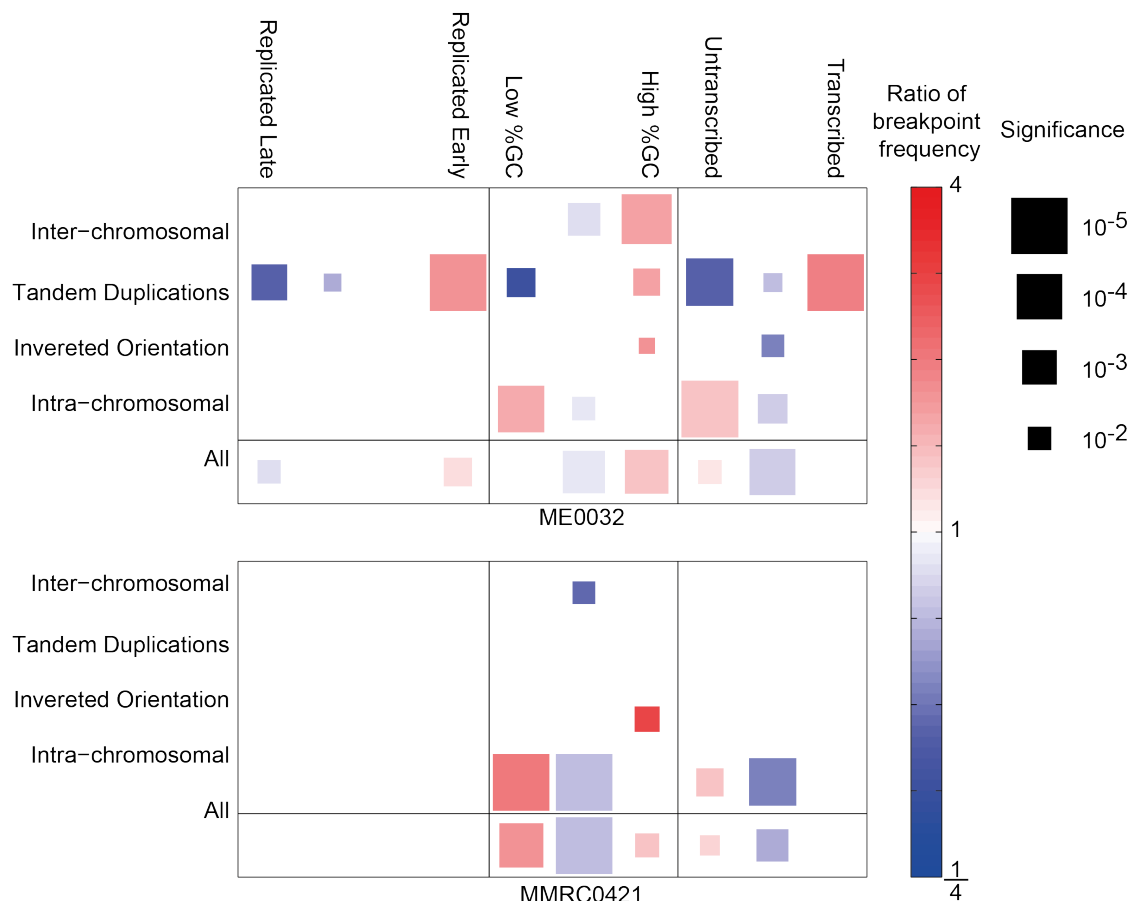 Replicated Late
Replicated Early
Low %GC
High %GC
Untranscribed
Transcribed
Ratio of
breakpoint
frequency
Significance
Inter−chromosomal
Tandem Duplications
Invereted Orientation
Intra−chromosomal
All
ME0032
4
1
1
4
10-5
10-4
10-3
10-2
Inter−chromosomal
Tandem Duplications
Invereted Orientation
Intra−chromosomal
All
MMRC0421